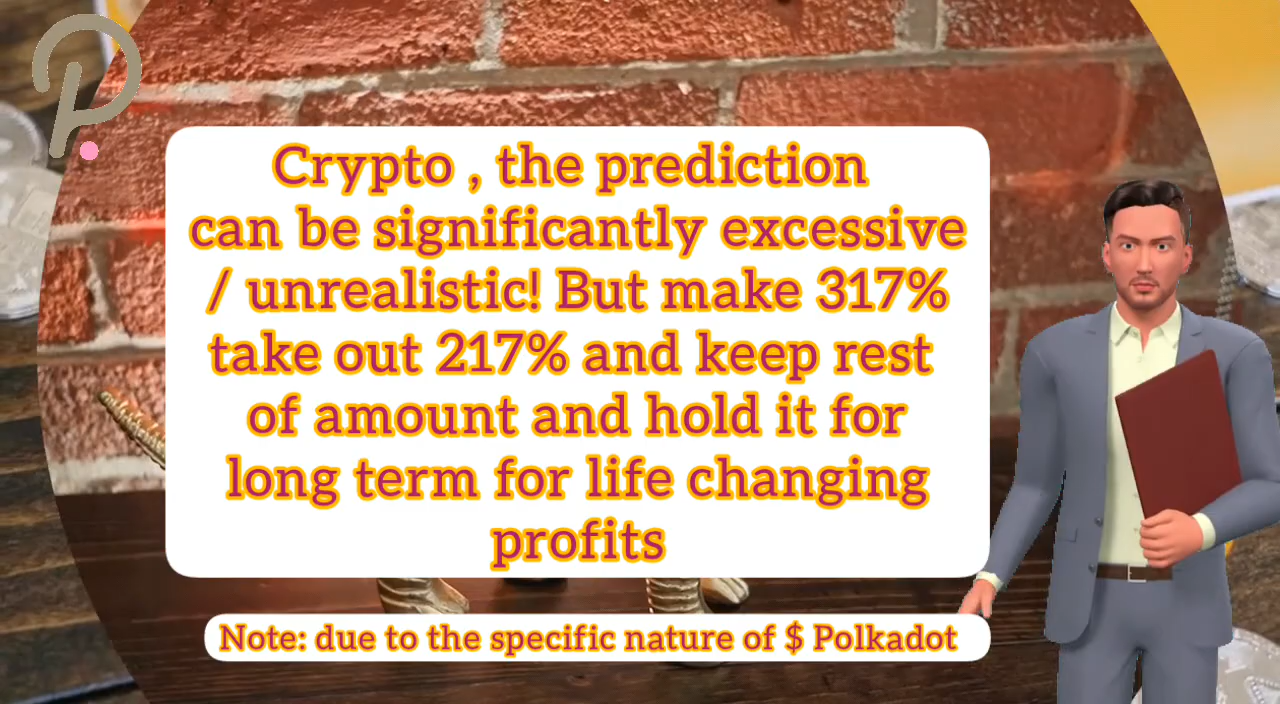 Crypto , the prediction
can be significantly excessive
/ unrealistic! But make 317%
take out 217% and keep rest
of amount and hold it for
long term for life changing
profits
Note: due to the specific nature of $ Polkadot